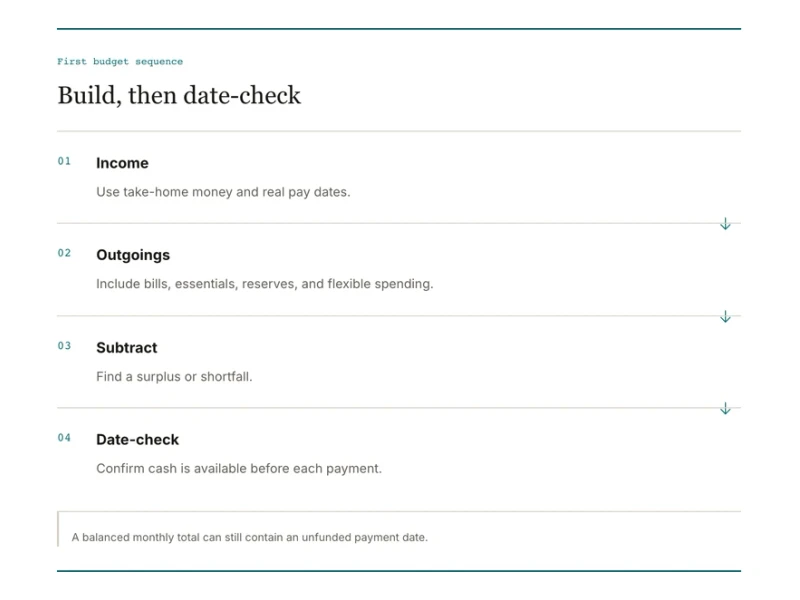 First budget sequence
Build, then date-check
01 Income
Use take-home money and real pay dates.
02 Outgoings
Include bills, essentials, reserves, and flexible spending.
03 Subtract
Find a surplus or shortfall.
04 Date-check
Confirm cash is available before each payment.
A balanced monthly total can still contain an unfunded payment date.